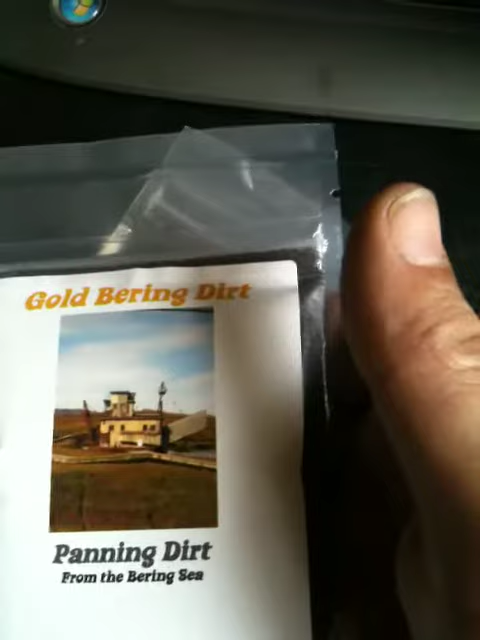 Gold Bering Dirt
Panning Dirt
From the Bering Sea